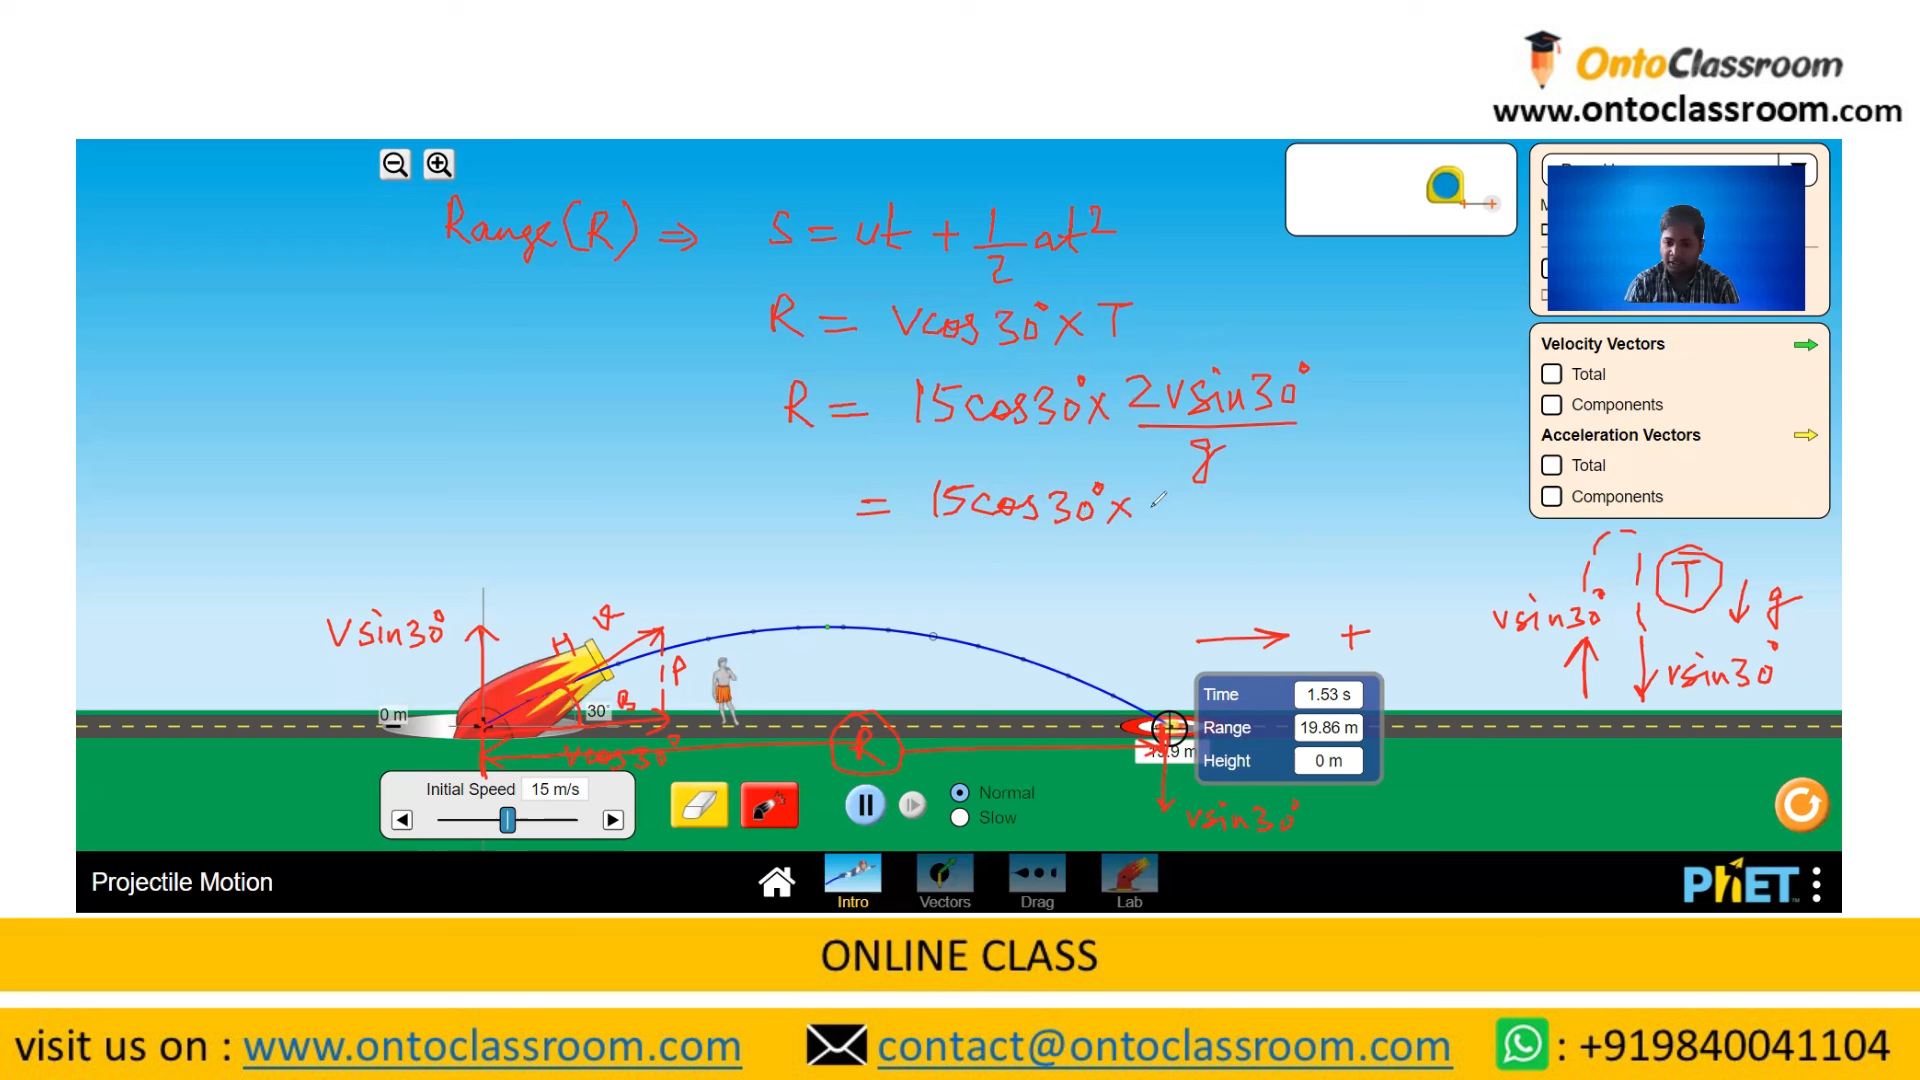 OntoClassroom
www.ontoclassroom.com
Range (R) ⇒ S = ut + 1/2 at²
R = Vcos30° × T
R = 15cos30° × 2Vsin30°/g
= 15cos30° ×
Velocity Vectors
Total
Components
Acceleration Vectors
Total
Components
T
g
vsin30°
vsin30°
Vsin30°
H
v
P
B
30°
vcos30°
R
+
0 m
Time 1.53 s
Range 19.86 m
Height 0 m
vsin30°
Initial Speed 15 m/s
Normal
Slow
Projectile Motion
Intro
Vectors
Drag
Lab
PhET
ONLINE CLASS
visit us on : www.ontoclassroom.com
contact@ontoclassroom.com
: +919840041104